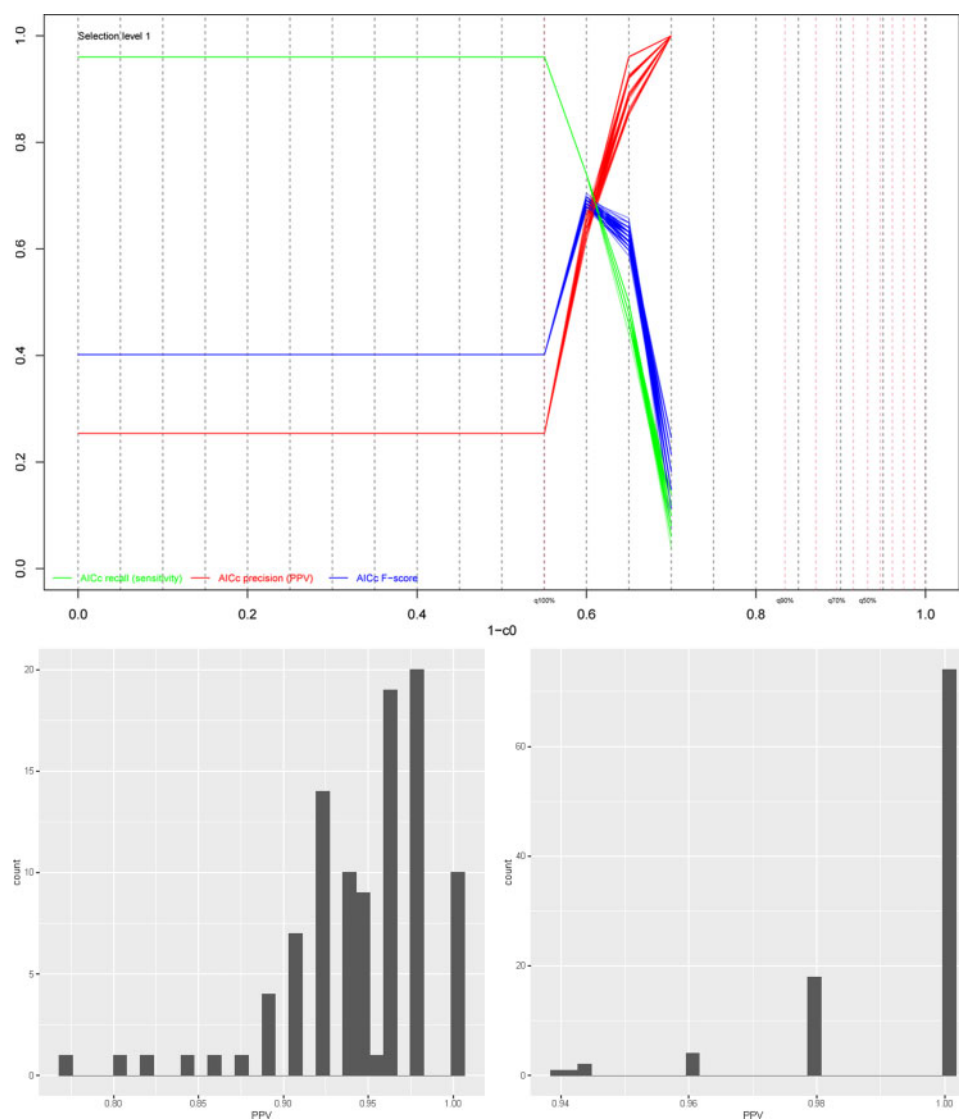 Selection level 1
1.0
0.8
0.6
0.4
0.2
0.0
AICc recall (sensitivity) AICc precision (PPV) AICc F−score
0.0 0.2 0.4 q100% 0.6 0.8 q90% q70% q50% 1.0
1−c0
20
15
10
5
0
count
0.80 0.85 0.90 0.95 1.00
PPV
60
40
20
0
count
0.94 0.96 0.98 1.00
PPV